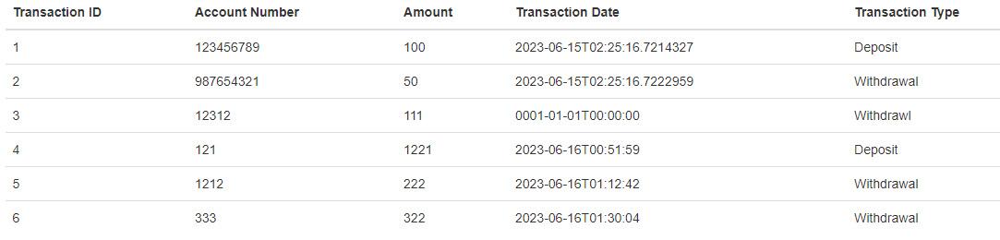 Transaction ID Account Number Amount Transaction Date Transaction Type
1 123456789 100 2023-06-15T02:25:16.7214327 Deposit
2 987654321 50 2023-06-15T02:25:16.7222959 Withdrawal
3 12312 111 0001-01-01T00:00:00 Withdrawl
4 121 1221 2023-06-16T00:51:59 Deposit
5 1212 222 2023-06-16T01:12:42 Withdrawal
6 333 322 2023-06-16T01:30:04 Withdrawal